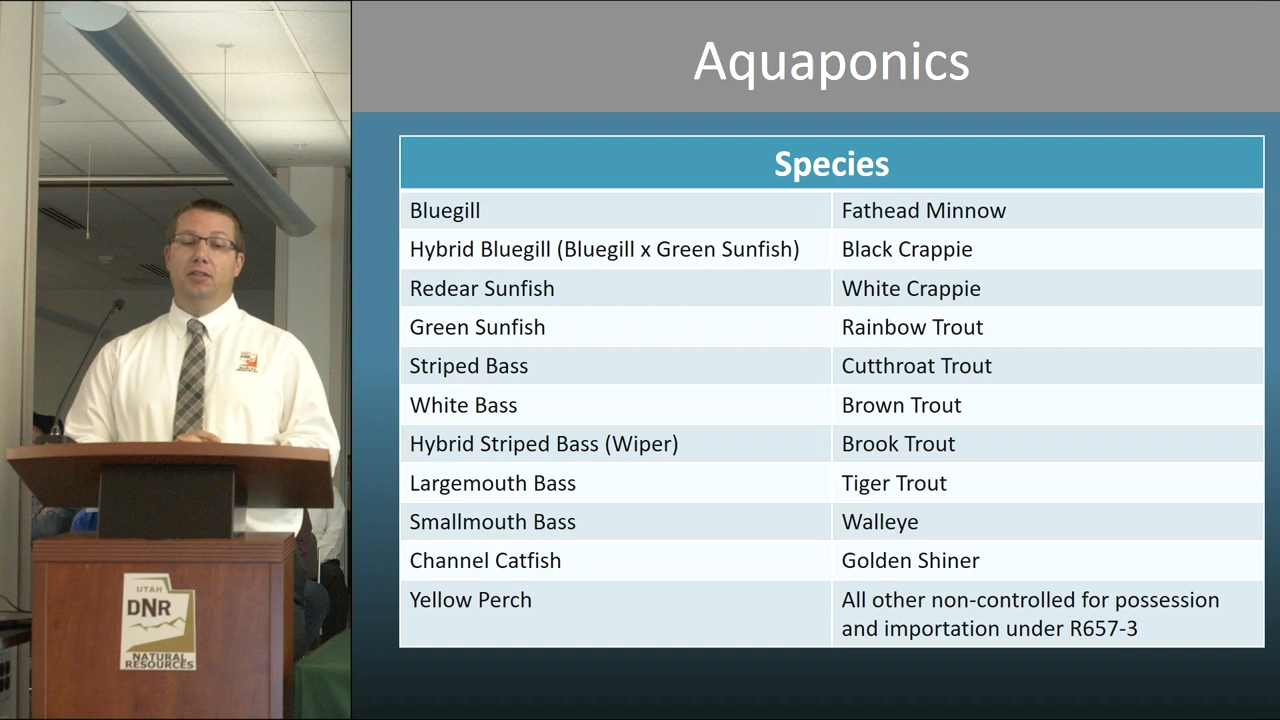 Aquaponics
Species
Bluegill
Fathead Minnow
Hybrid Bluegill (Bluegill x Green Sunfish)
Black Crappie
Redear Sunfish
White Crappie
Green Sunfish
Rainbow Trout
Striped Bass
Cutthroat Trout
White Bass
Brown Trout
Hybrid Striped Bass (Wiper)
Brook Trout
Largemouth Bass
Tiger Trout
Smallmouth Bass
Walleye
Channel Catfish
Golden Shiner
Yellow Perch
All other non-controlled for possession
and importation under R657-3
UTAH
DNR
NATURAL
RESOURCES
DNR